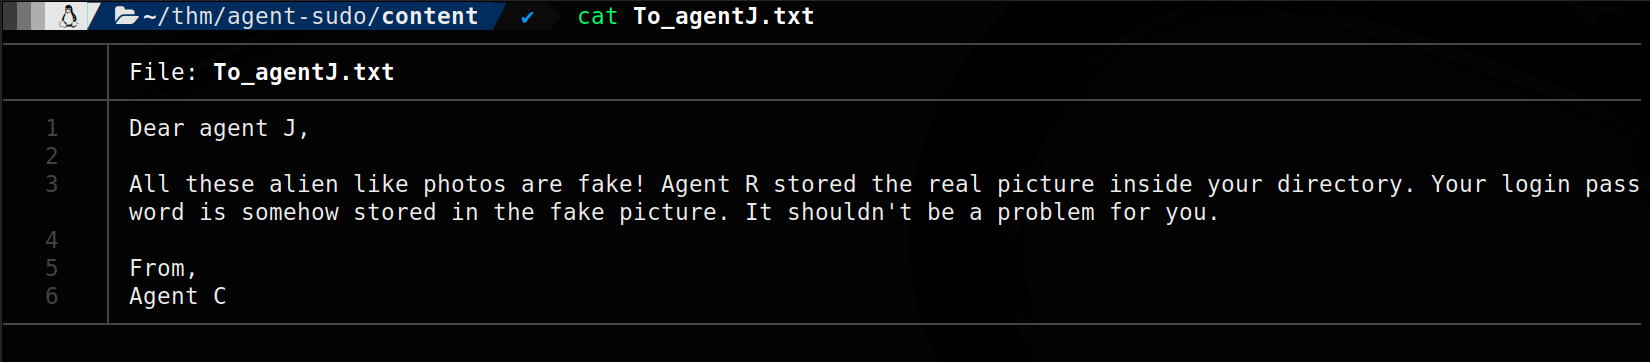 ~/thm/agent-sudo/content ✔ cat To_agentJ.txt
File: To_agentJ.txt
1 Dear agent J,
2
3 All these alien like photos are fake! Agent R stored the real picture inside your directory. Your login pass
word is somehow stored in the fake picture. It shouldn't be a problem for you.
4
5 From,
6 Agent C